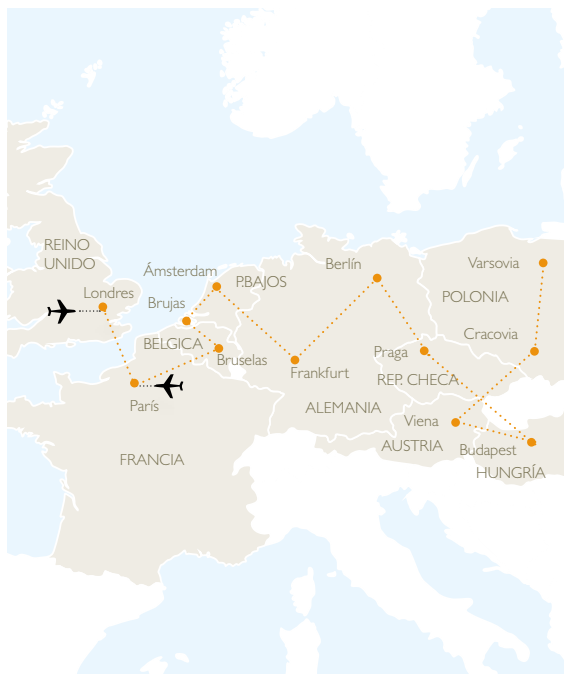 REINO
UNIDO
Londres
Ámsterdam
P.BAJOS
Brujas
BÉLGICA
Bruselas
París
FRANCIA
Berlín
Frankfurt
ALEMANIA
Varsovia
POLONIA
Cracovia
Praga
REP. CHECA
Viena
AUSTRIA
Budapest
HUNGRÍA